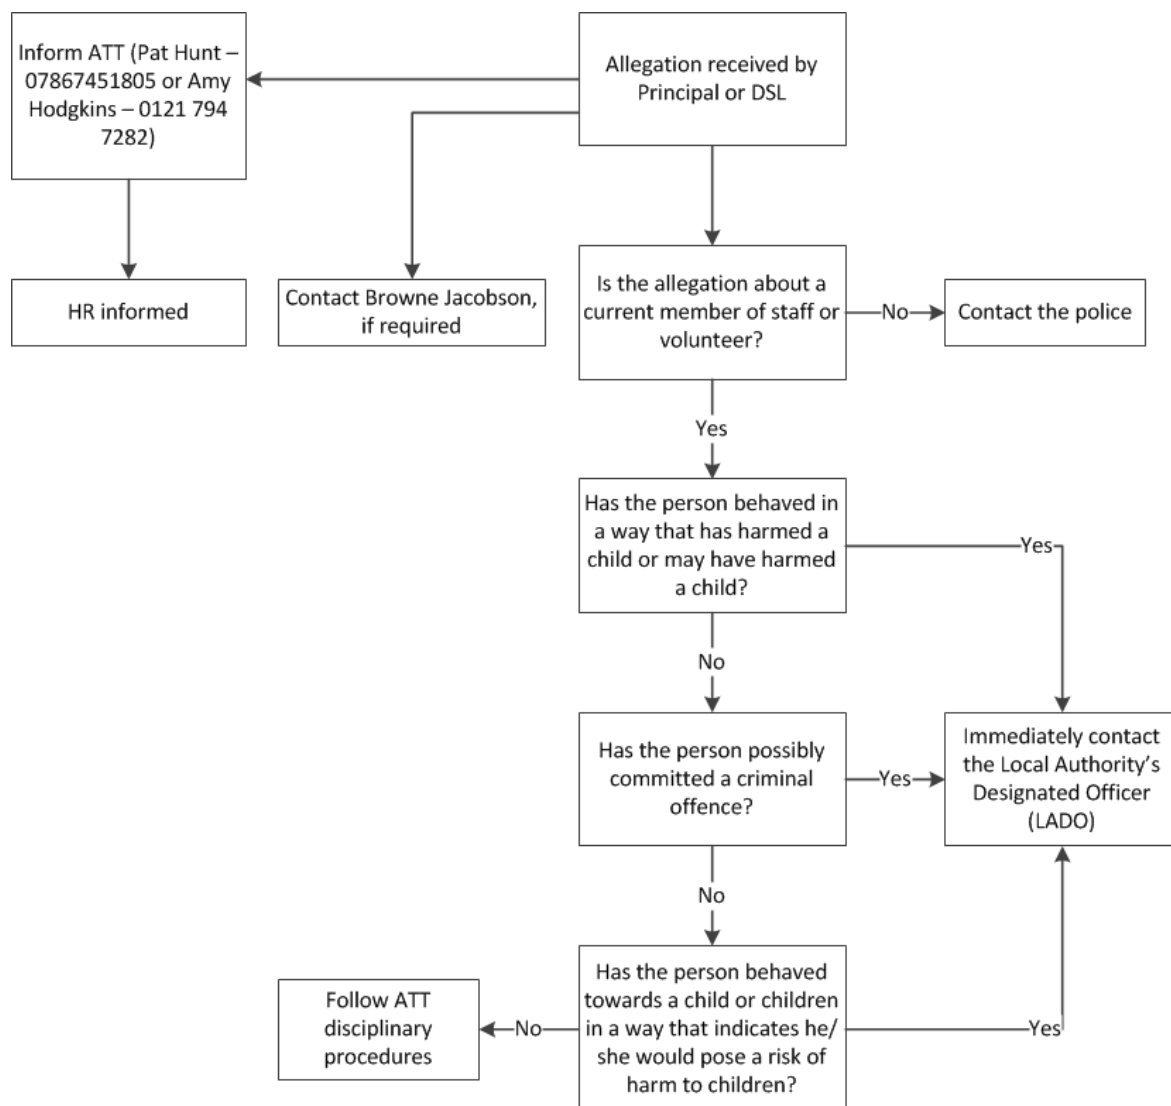 Inform ATT (Pat Hunt –
07867451805 or Amy
Hodgkins – 0121 794
7282)
Allegation received by
Principal or DSL
HR informed
Contact Browne Jacobson,
if required
Is the allegation about a
current member of staff or
volunteer?
No
Contact the police
Yes
Has the person behaved in
a way that has harmed a
child or may have harmed
a child?
Yes
No
Has the person possibly
committed a criminal
offence?
Yes
Immediately contact
the Local Authority’s
Designated Officer
(LADO)
No
Follow ATT
disciplinary
procedures
No
Has the person behaved
towards a child or children
in a way that indicates he/
she would pose a risk of
harm to children?
Yes